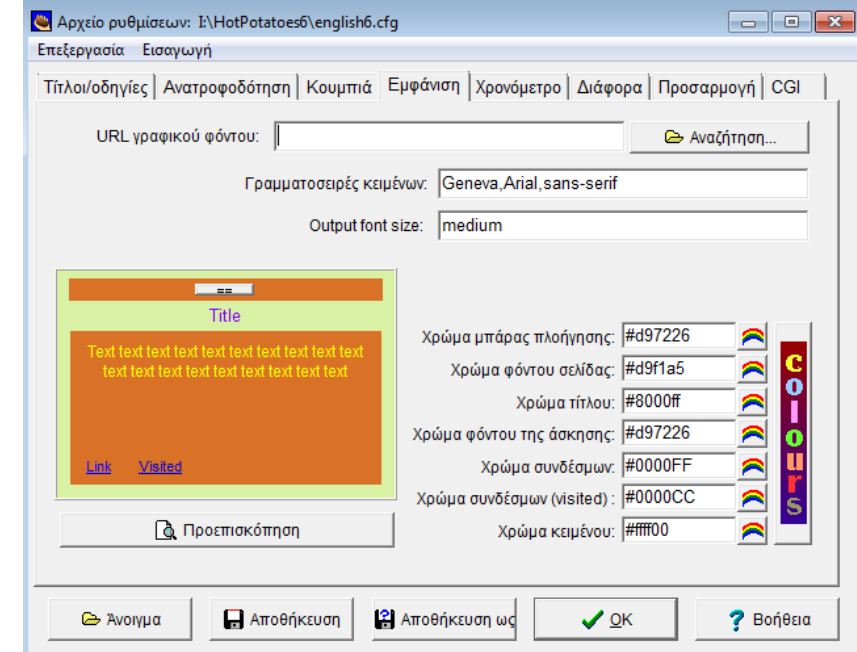 Αρχείο ρυθμίσεων: I:\HotPotatoes6\english6.cfg
Επεξεργασία Εισαγωγή
Τίτλοι/οδηγίες Ανατροφοδότηση Κουμπιά Εμφάνιση Χρονόμετρο Διάφορα Προσαρμογή CGI
URL γραφικού φόντου: Αναζήτηση...
Γραμματοσειρές κειμένων: Geneva,Arial,sans-serif
Output font size: medium
==
Title
Text text text text text text text text text text
text text text text text text text text text
Link Visited
Προεπισκόπηση
Χρώμα μπάρας πλοήγησης: #d97226
Χρώμα φόντου σελίδας: #d9f1a5
Χρώμα τίτλου: #8000ff
Χρώμα φόντου της άσκησης: #d97226
Χρώμα συνδέσμων: #0000FF
Χρώμα συνδέσμων (visited) : #0000CC
Χρώμα κειμένου: #ffff00
colours
Άνοιγμα Αποθήκευση Αποθήκευση ως OK Βοήθεια